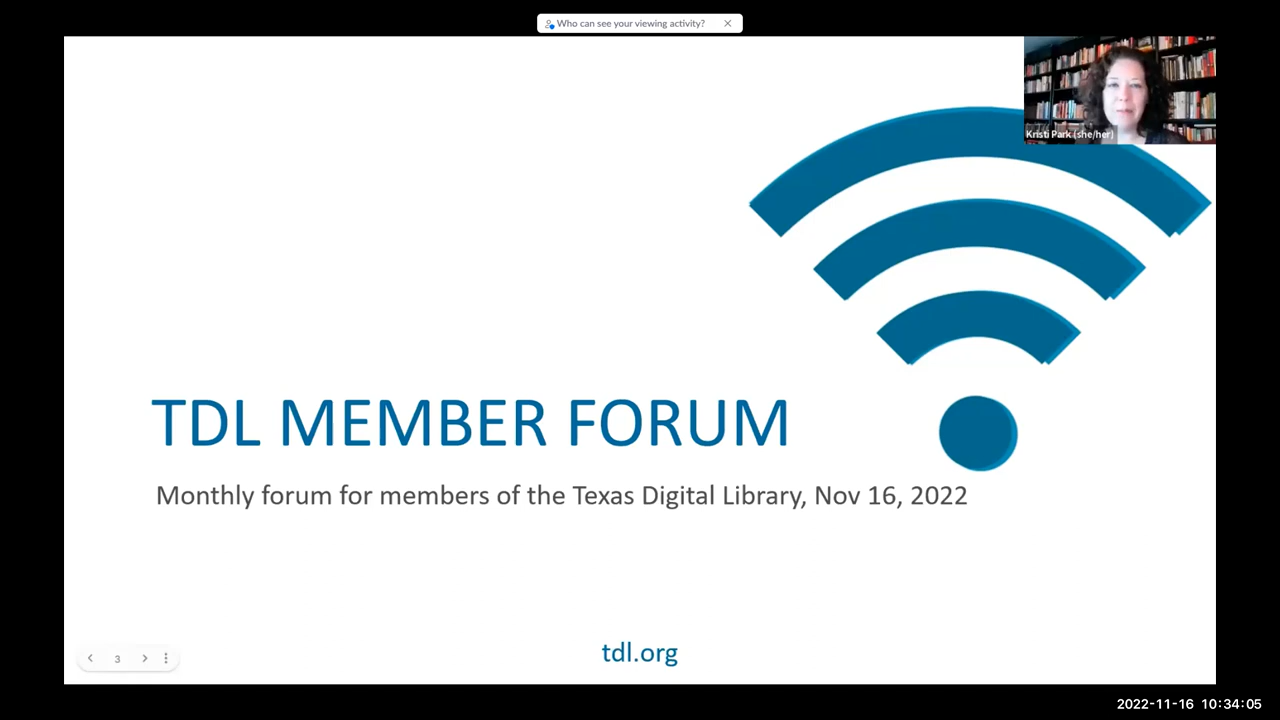 Who can see your viewing activity?
Kristi Park (she/her)
TDL MEMBER FORUM
Monthly forum for members of the Texas Digital Library, Nov 16, 2022
tdl.org
3
2022-11-16 10:34:05